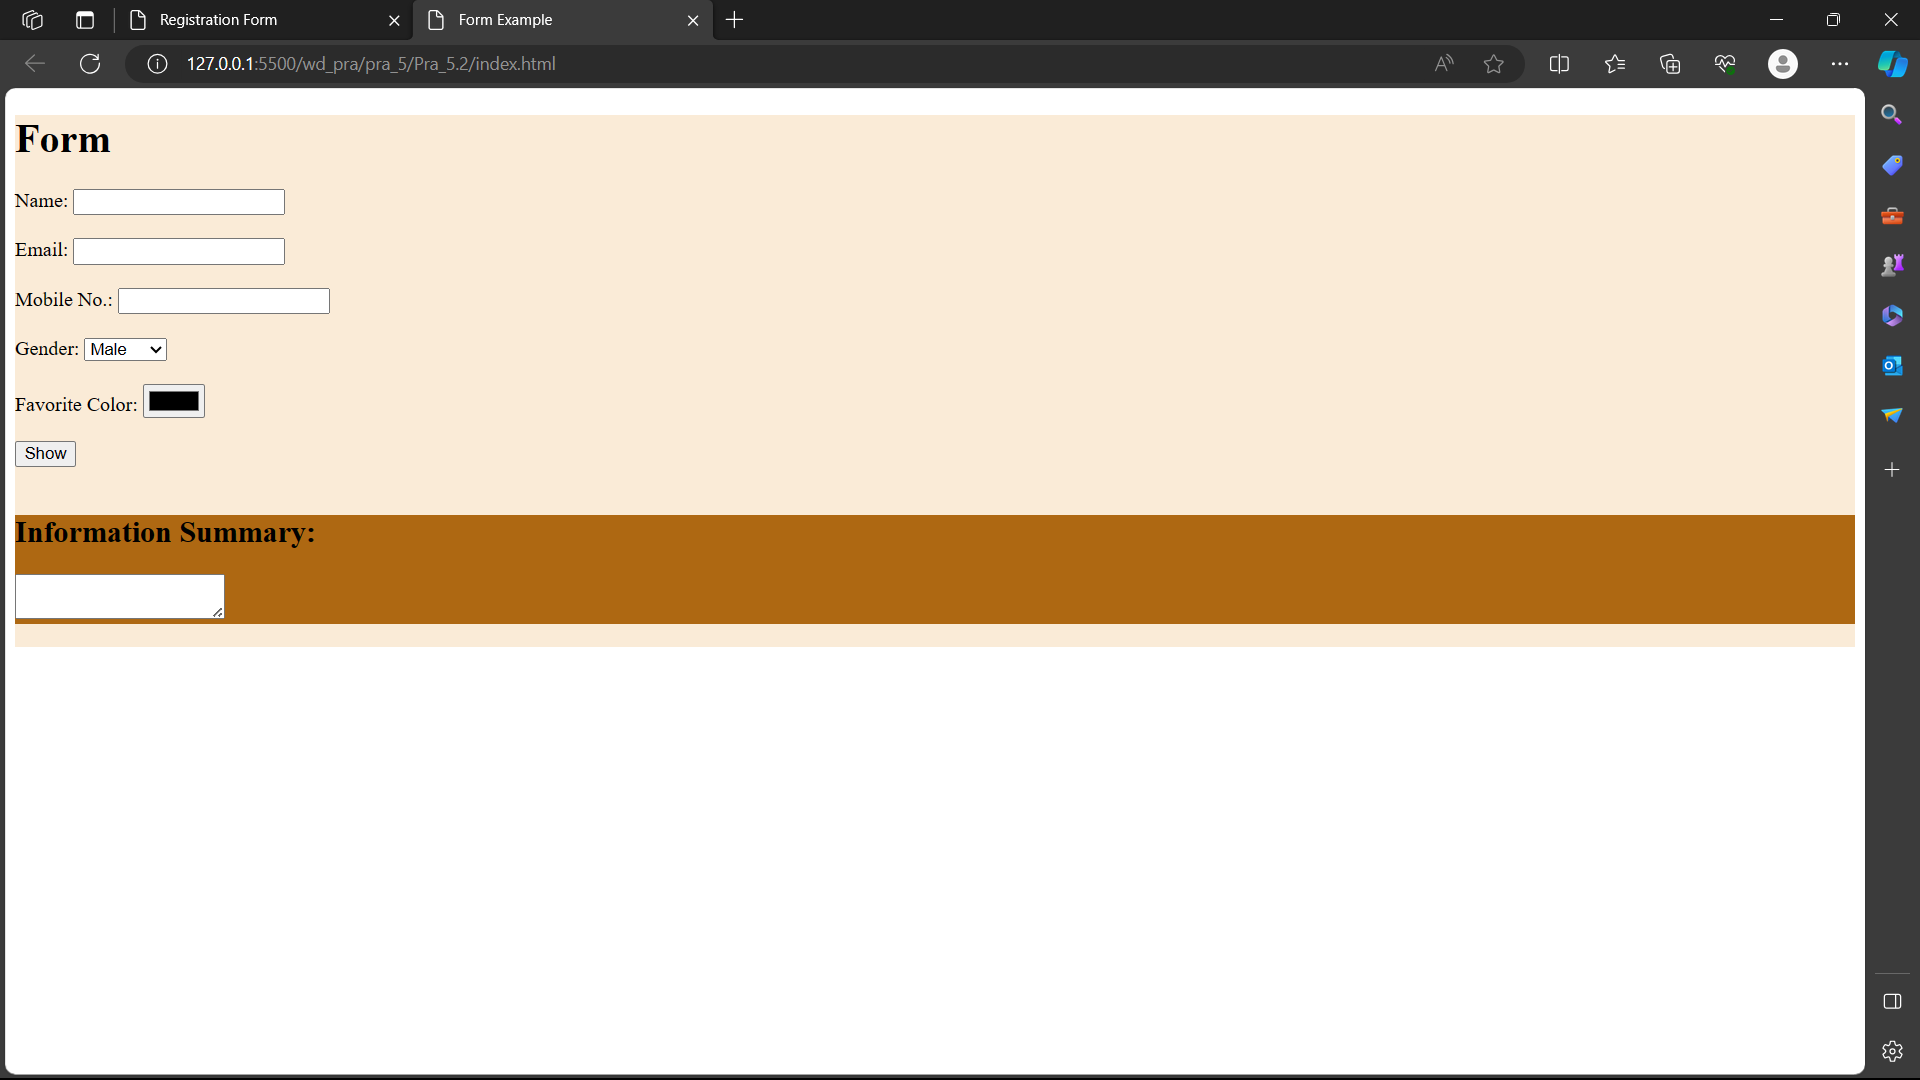 Registration Form
Form Example
127.0.0.1:5500/wd_pra/pra_5/Pra_5.2/index.html
Form
Name:
Email:
Mobile No.:
Gender: Male
Favorite Color:
Show
Information Summary: